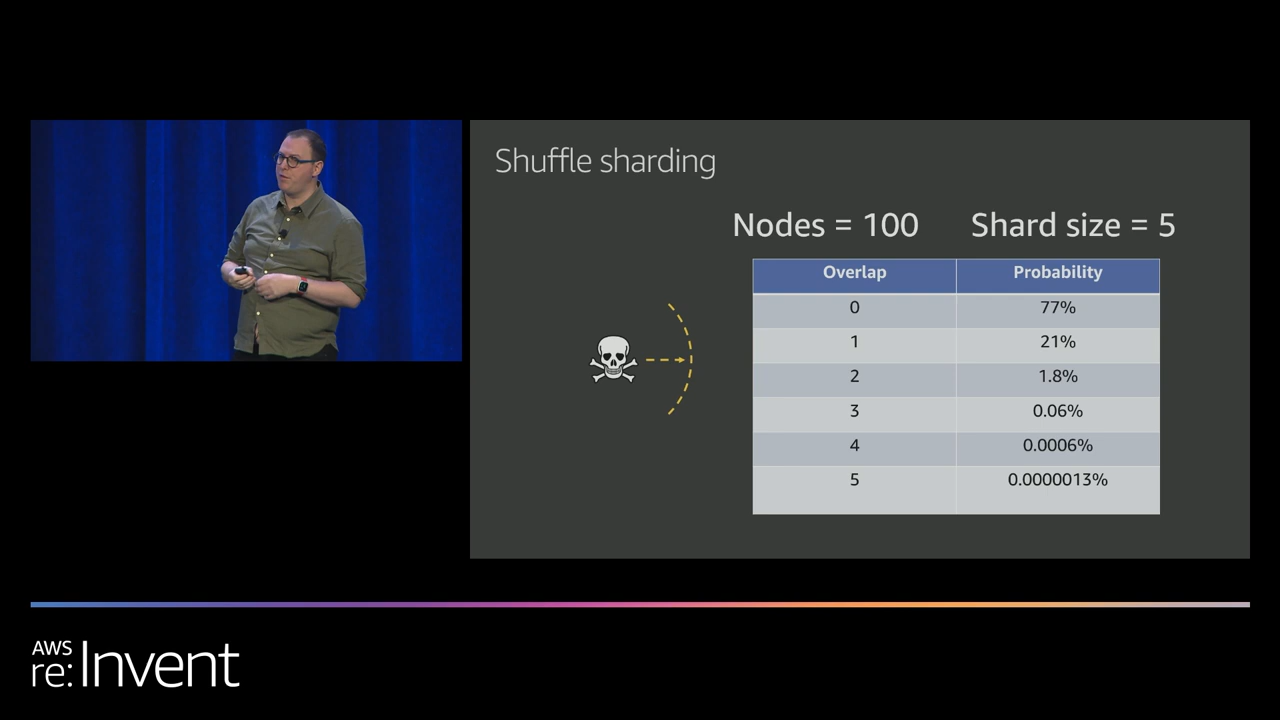 Shuffle sharding
Nodes = 100 Shard size = 5
Overlap Probability
0 77%
1 21%
2 1.8%
3 0.06%
4 0.0006%
5 0.0000013%
AWS
re:Invent